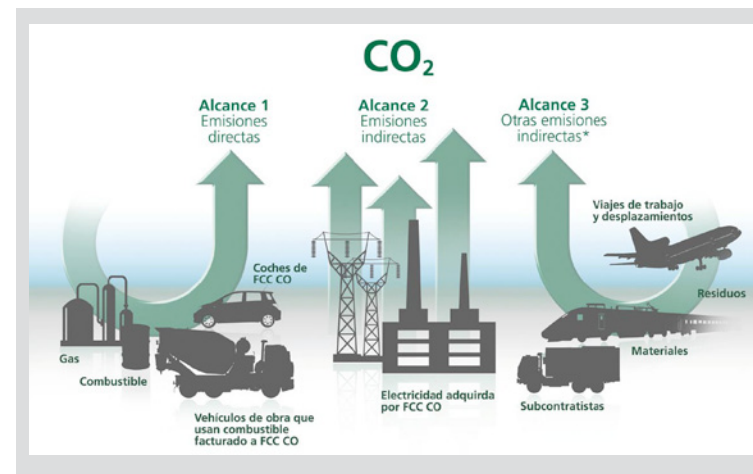 CO₂
Alcance 1
Emisiones
directas
Alcance 2
Emisiones
indirectas
Alcance 3
Otras emisiones
indirectas*
Viajes de trabajo
y desplazamientos
Coches de
FCC CO
Residuos
Gas
Materiales
Combustible
Electricidad adquirida
por FCC CO
Subcontratistas
Vehículos de obra que
usan combustible
facturado a FCC CO